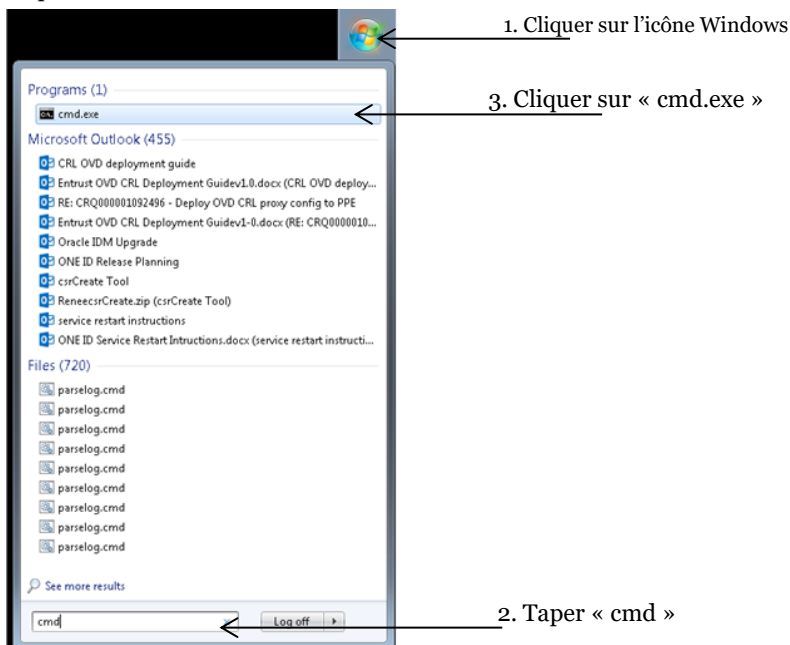 1. Cliquer sur l’icône Windows
Programs (1)
cmd.exe
3. Cliquer sur « cmd.exe »
Microsoft Outlook (455)
CRL OVD deployment guide
Entrust OVD CRL Deployment Guidev1.0.docx (CRL OVD deploy...
RE: CRQ000001092496 - Deploy OVD CRL proxy config to PPE
Entrust OVD CRL Deployment Guidev1-0.docx (RE: CRQ0000010...
Oracle IDM Upgrade
ONE ID Release Planning
csrCreate Tool
ReneecsrCreate.zip (csrCreate Tool)
service restart instructions
ONE ID Service Restart Intructions.docx (service restart instructi...
Files (720)
parselog.cmd
parselog.cmd
parselog.cmd
parselog.cmd
parselog.cmd
parselog.cmd
parselog.cmd
parselog.cmd
parselog.cmd
See more results
cmd
Log off
2. Taper « cmd »